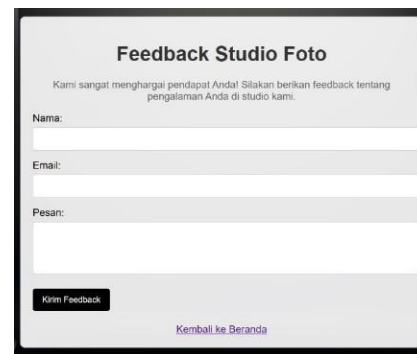 Feedback Studio Foto
Kami sangat menghargai pendapat Anda! Silakan berikan feedback tentang
pengalaman Anda di studio kami.
Nama:
Email:
Pesan:
Kirim Feedback
Kembali ke Beranda